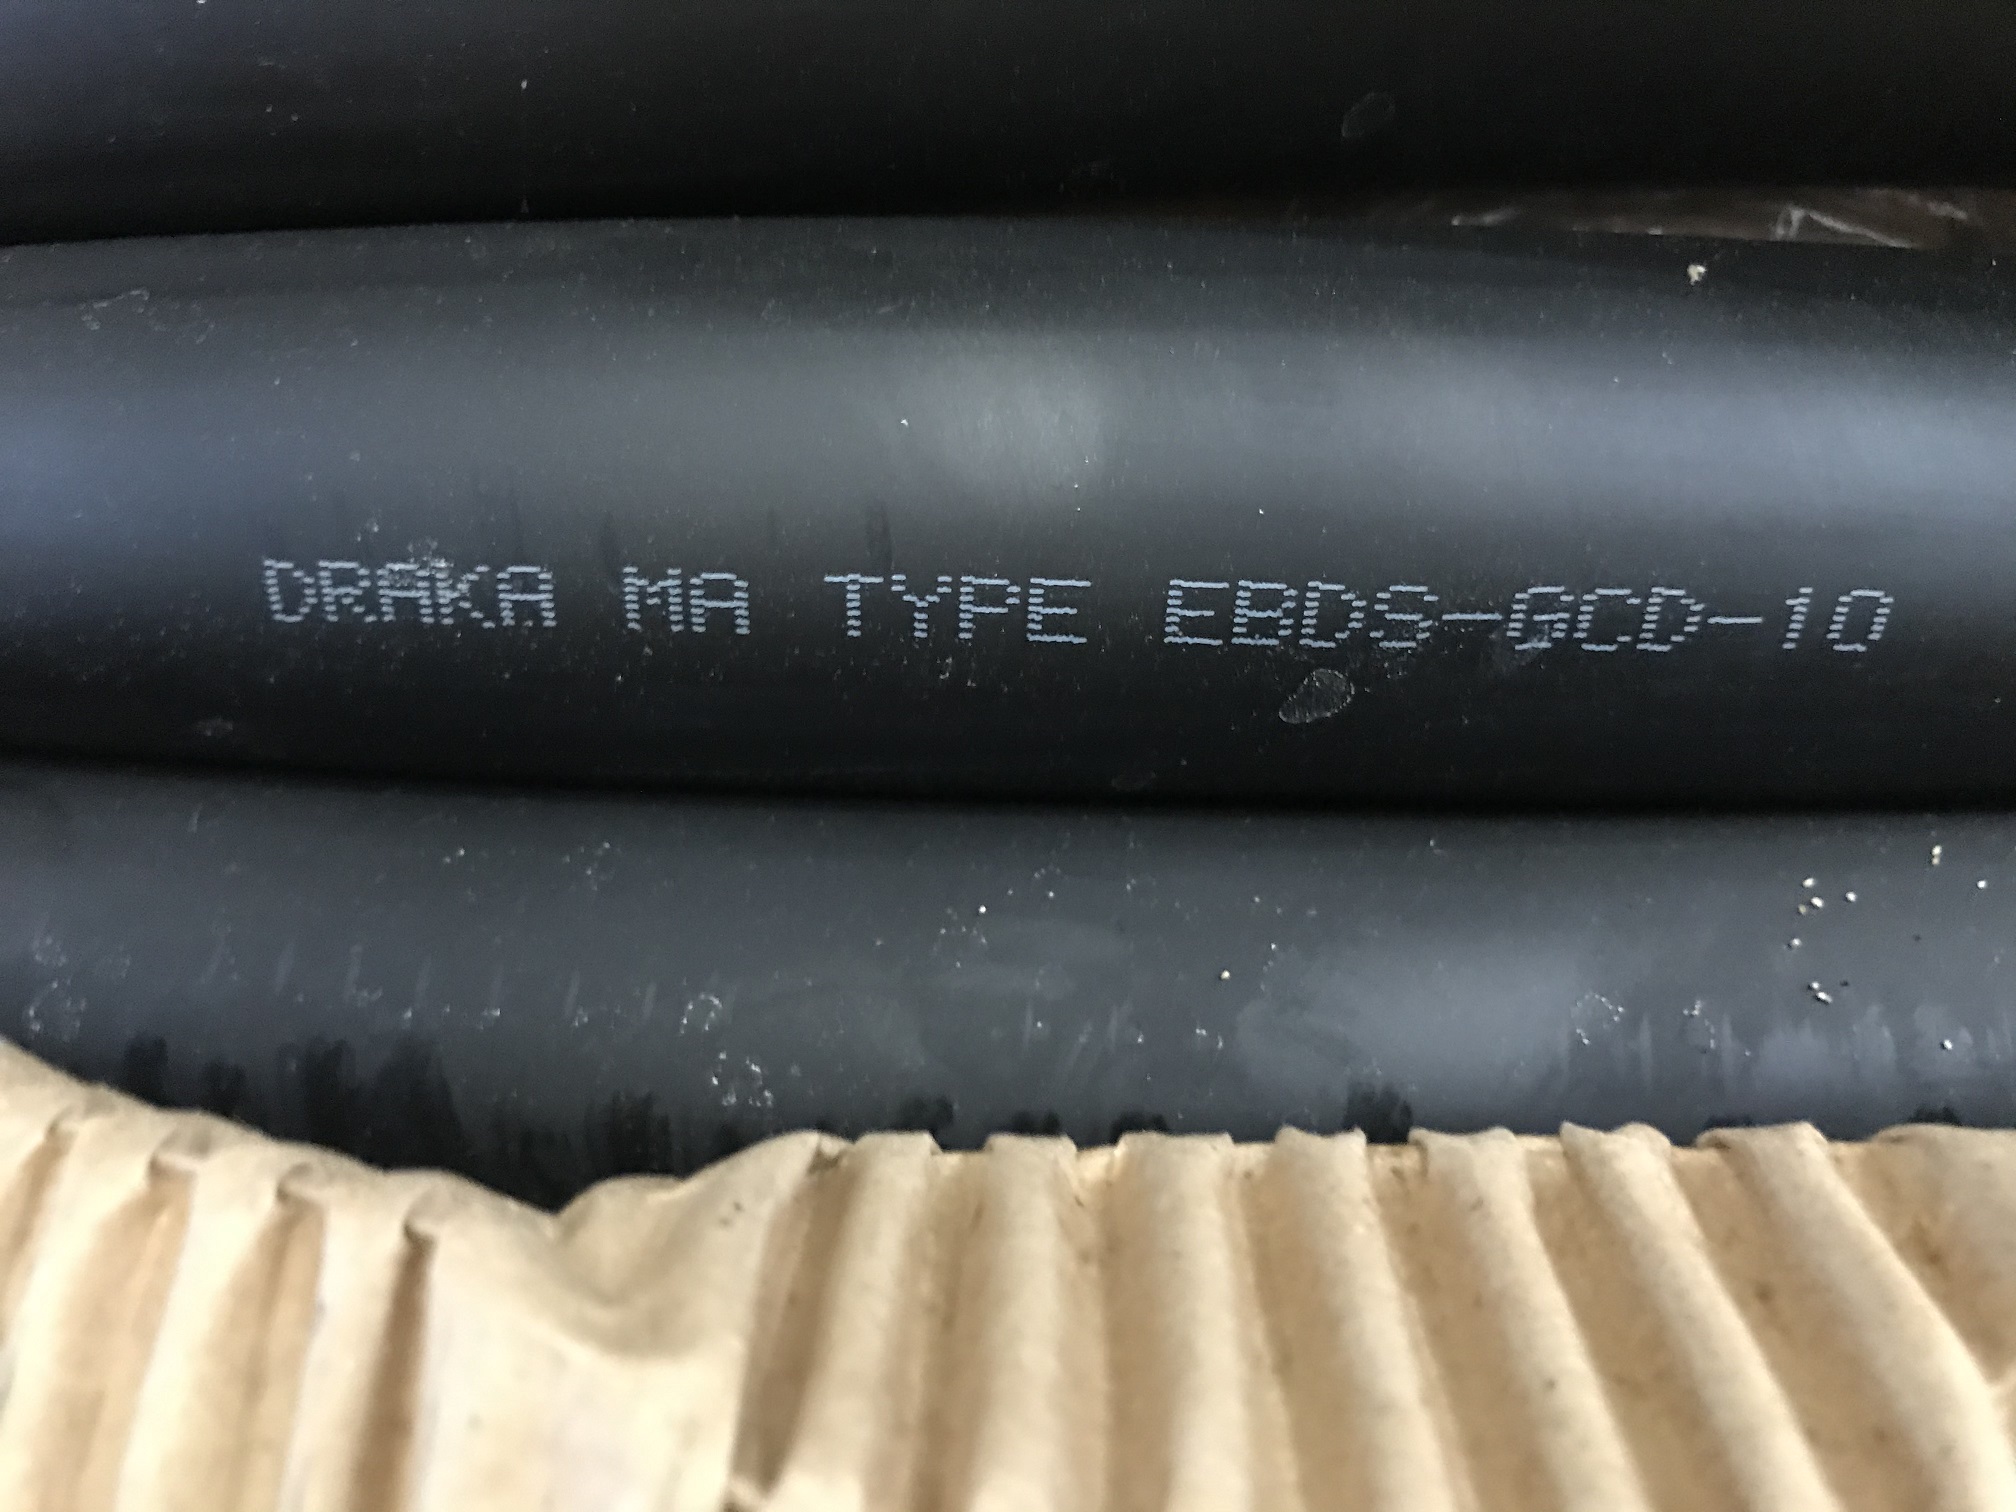 DRAKA MA TYPE EBDS-GCD-10